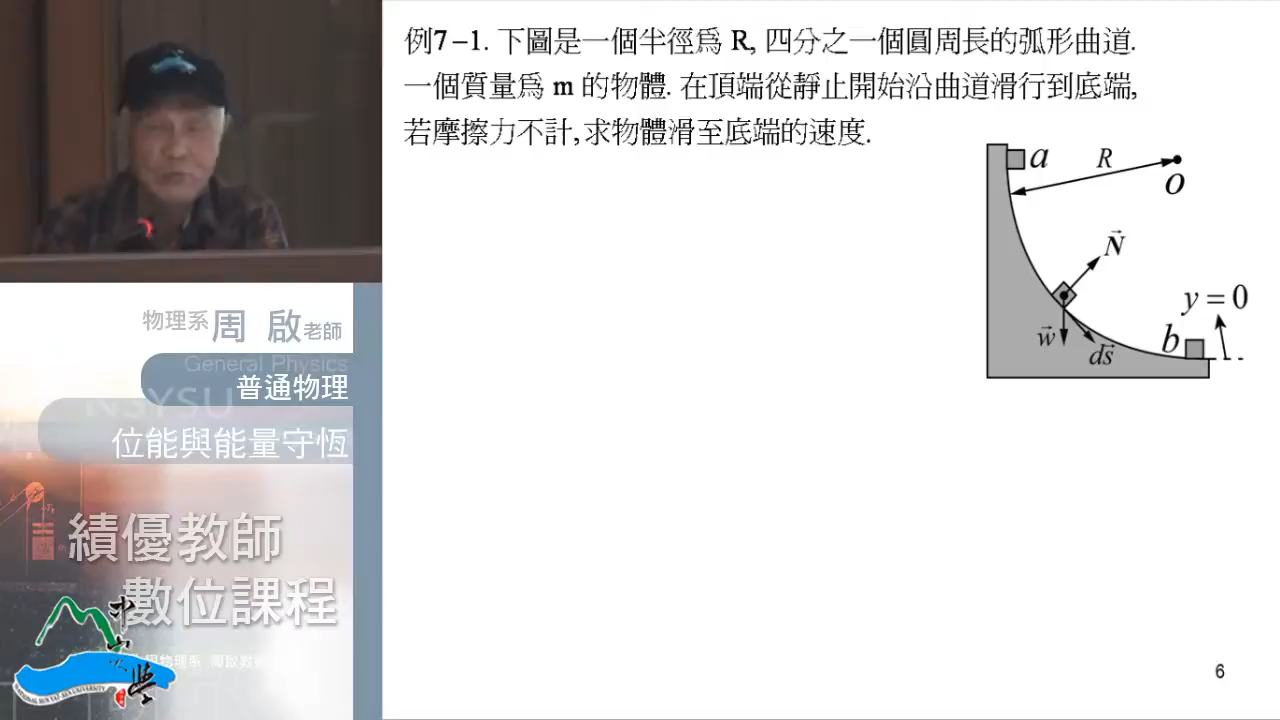 例7-1. 下圖是一個半徑為 R, 四分之一個圓周長的弧形曲道.
一個質量為 m 的物體. 在頂端從靜止開始沿曲道滑行到底端,
若摩擦力不計, 求物體滑至底端的速度.
a
R
O
N
y = 0
w
ds
b
物理系 周 啟 老師
General Physics
普通物理
NSYSU
位能與能量守恆
績優教師
數位課程
6